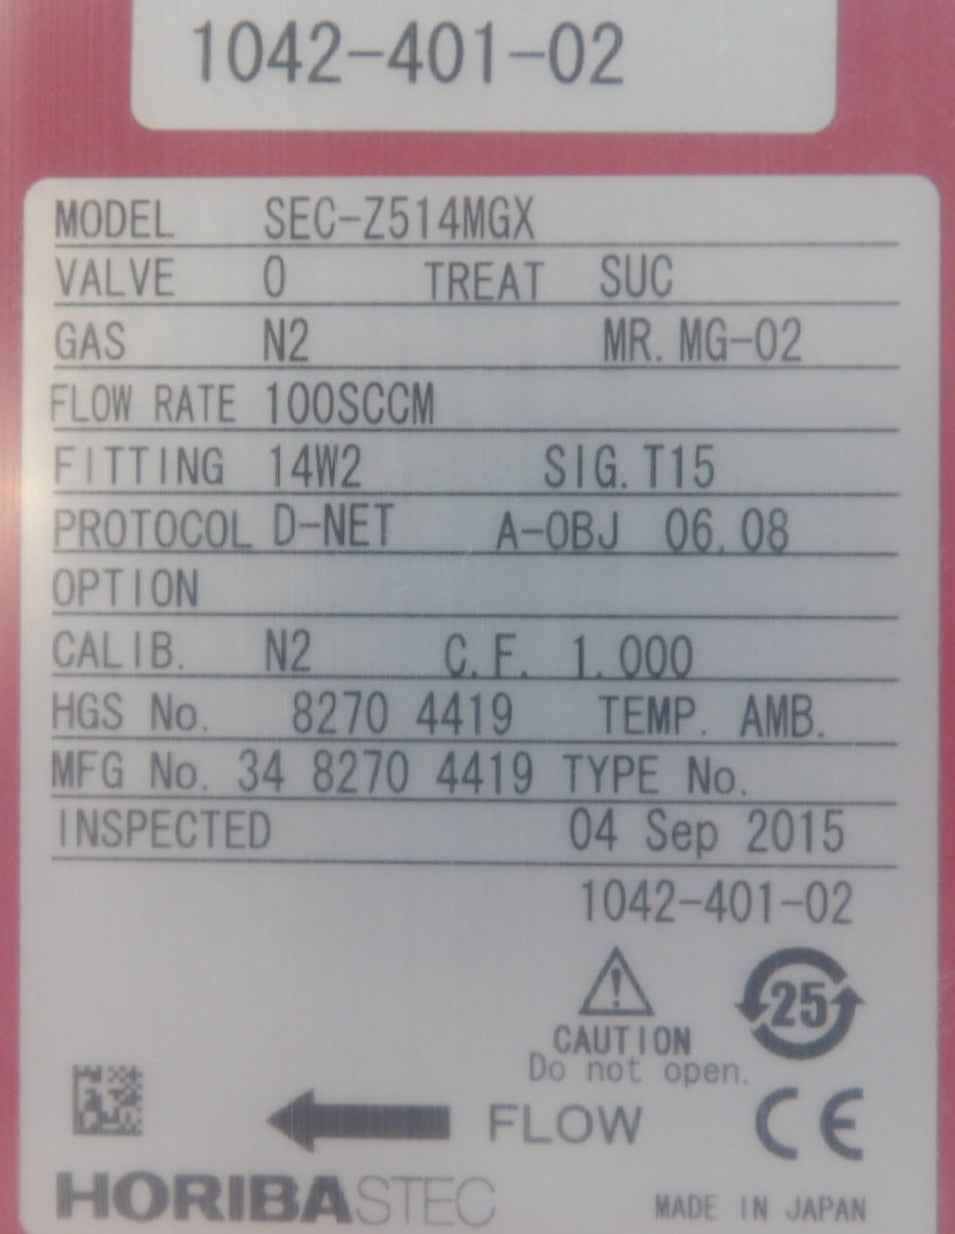 1042-401-02
MODEL SEC-Z514MGX
VALVE O TREAT SUC
GAS N2 MR. MG-02
FLOW RATE 100SCCM
FITTING 14W2 SIG. T15
PROTOCOL D-NET A-OBJ 06.08
OPTION
CALIB. N2 C.F. 1.000
HGS No. 8270 4419 TEMP. AMB.
MFG No. 34 8270 4419 TYPE No.
INSPECTED 04 Sep 2015
1042-401-02
25
CAUTION
Do not open.
FLOW CE
HORIBASTEC MADE IN JAPAN